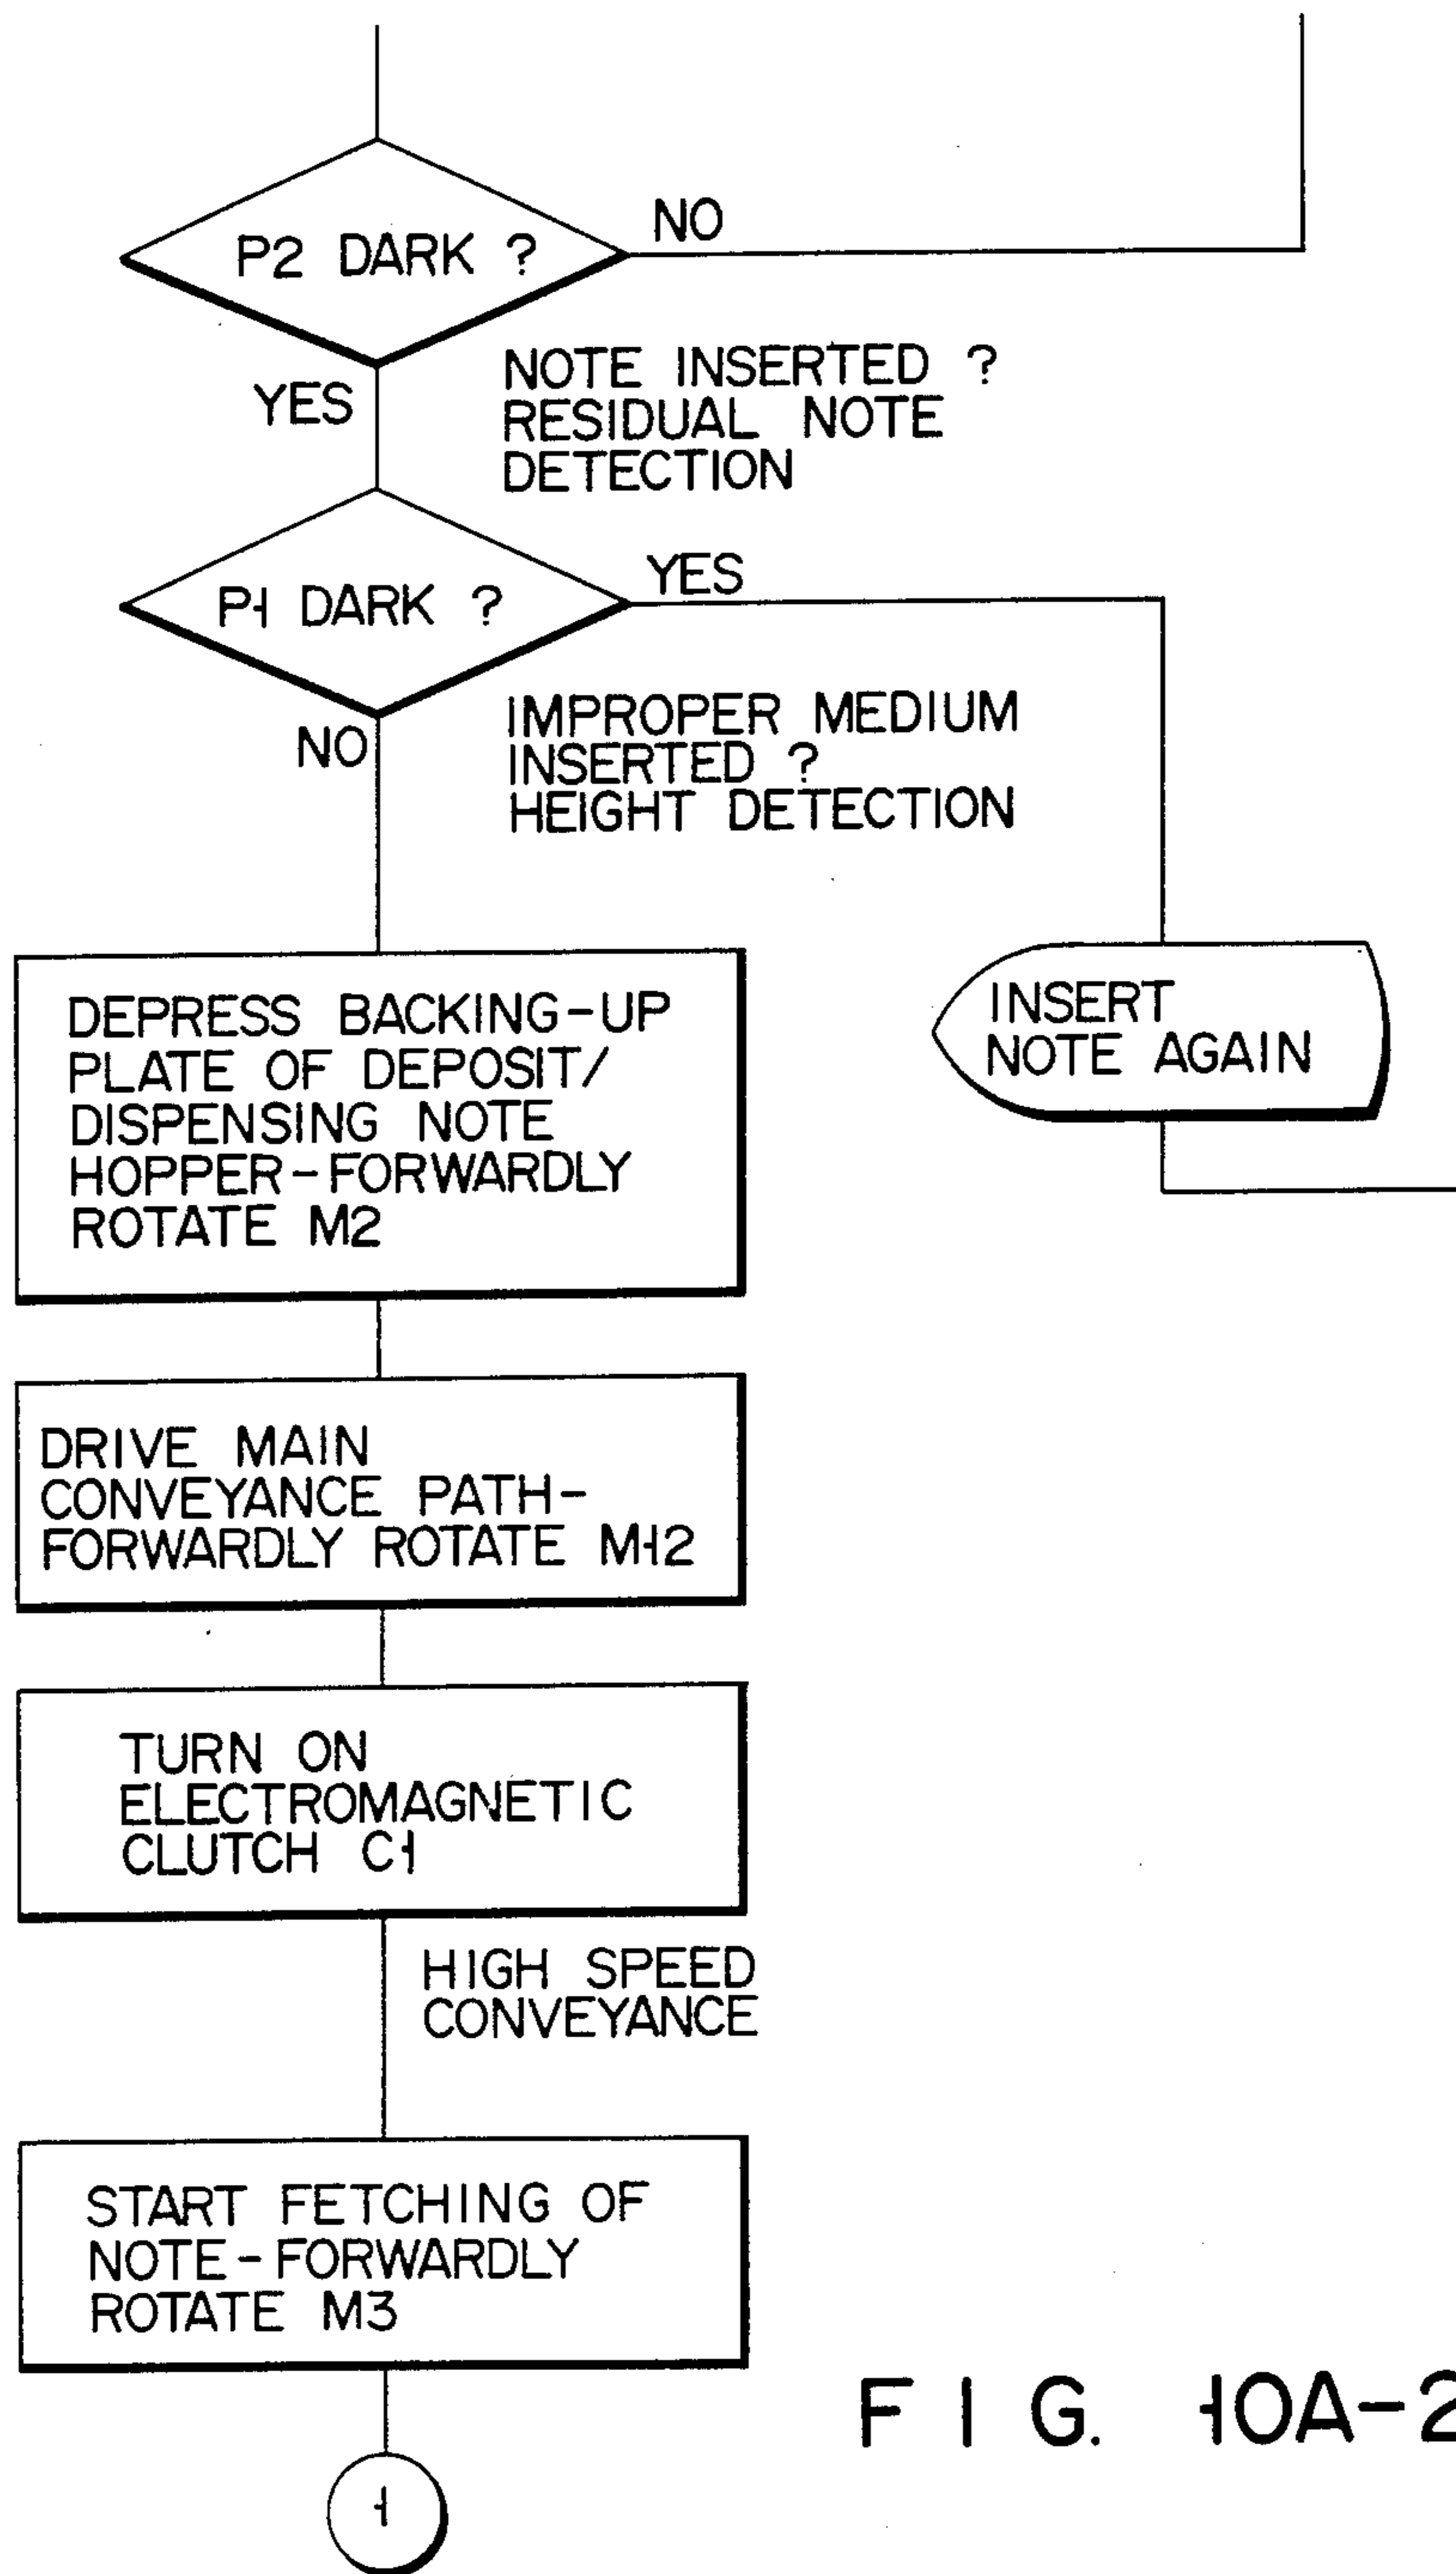 P2 DARK ?
NO
YES
NOTE INSERTED ?
RESIDUAL NOTE
DETECTION
P1 DARK ?
YES
NO
IMPROPER MEDIUM
INSERTED ?
HEIGHT DETECTION
DEPRESS BACKING-UP
PLATE OF DEPOSIT/
DISPENSING NOTE
HOPPER-FORWARDLY
ROTATE M2
INSERT
NOTE AGAIN
DRIVE MAIN
CONVEYANCE PATH-
FORWARDLY ROTATE M12
TURN ON
ELECTROMAGNETIC
CLUTCH C1
HIGH SPEED
CONVEYANCE
START FETCHING OF
NOTE-FORWARDLY
ROTATE M3
1
FIG. 10A-2